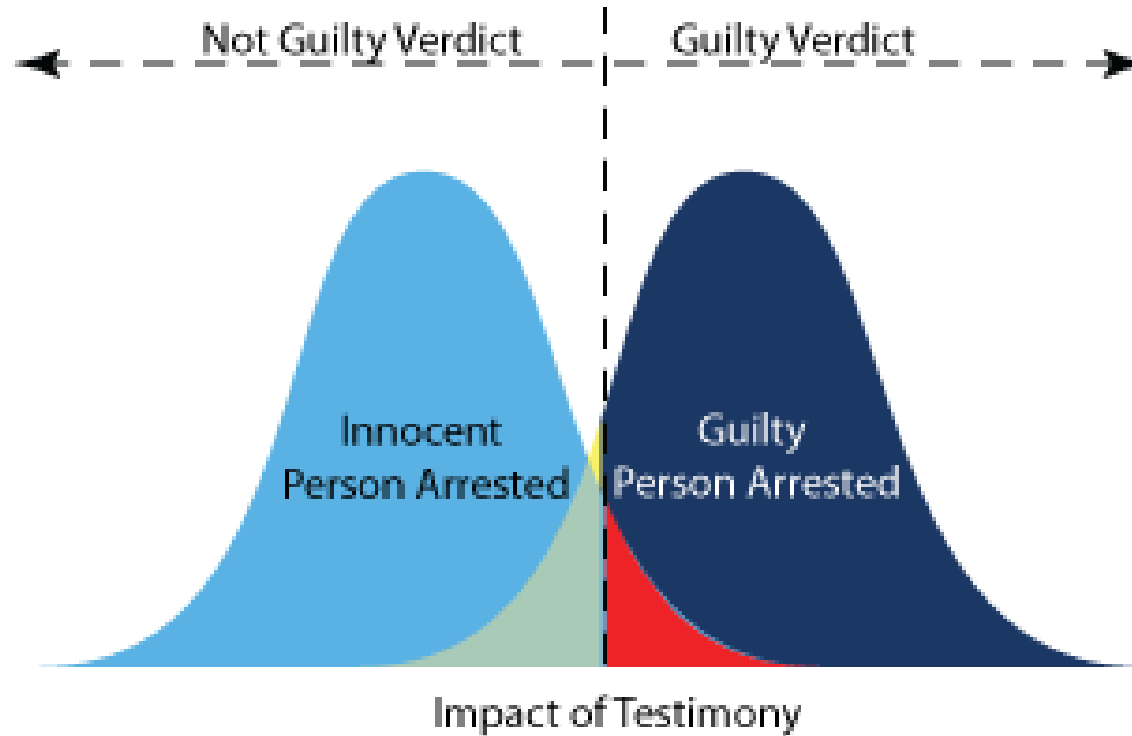 Not Guilty Verdict
Guilty Verdict
Innocent
Person Arrested
Guilty
Person Arrested
Impact of Testimony